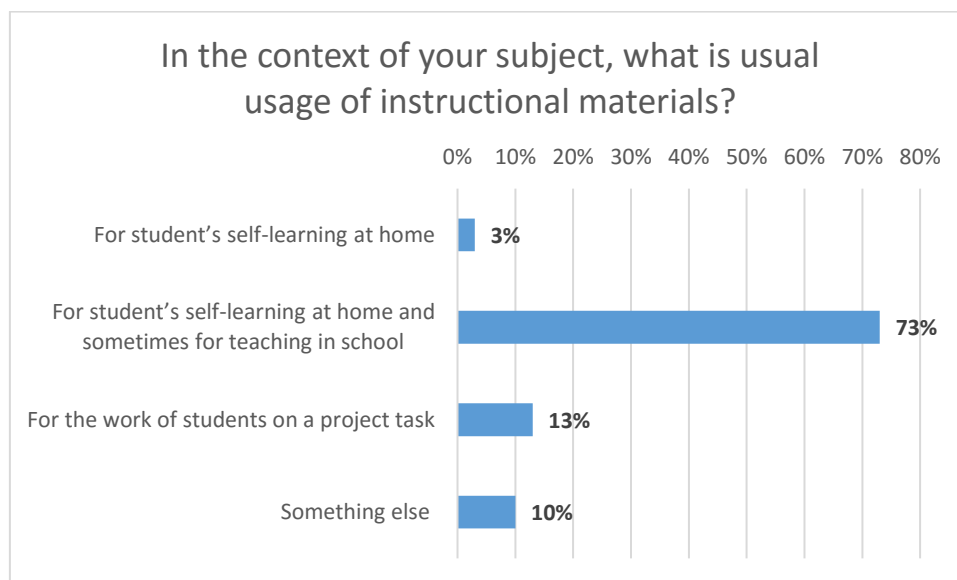 In the context of your subject, what is usual
usage of instructional materials?
0% 10% 20% 30% 40% 50% 60% 70% 80%
For student’s self-learning at home 3%
For student’s self-learning at home and
sometimes for teaching in school 73%
For the work of students on a project task 13%
Something else 10%